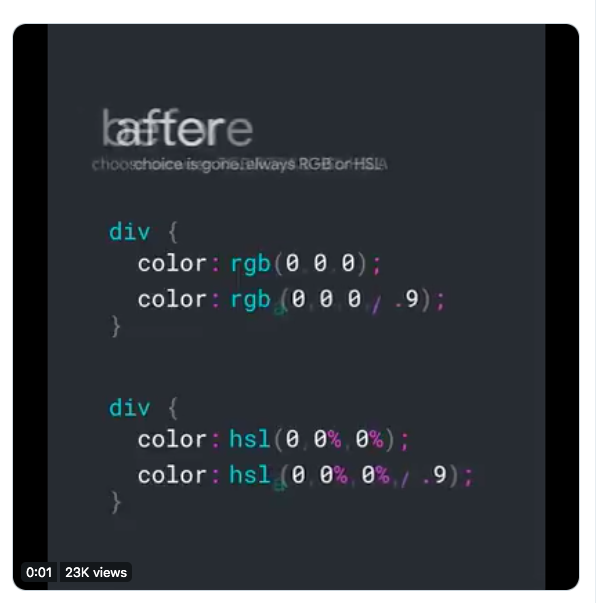 after
choice is gone, always RGB or HSL
div {
color: rgb(0 0 0);
color: rgb(0 0 0 / .9);
}
div {
color: hsl(0 0% 0%);
color: hsl(0 0% 0% / .9);
}
0:01 23K views